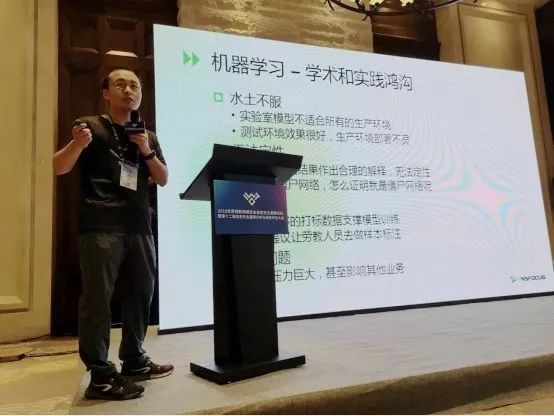 机器学习 – 学术和实践鸿沟
水土不服
• 实验室模型不适合所有的生产环境
• 测试环境效果很好，生产环境部署不灵
结果作出合理的解释，无法定性
尸网络，怎么证明就是僵尸网络呢
的打标数据支撑模型训练
议让劳教人员去做样本标注
问题
压力巨大，甚至影响其他业务
NSFOCUS